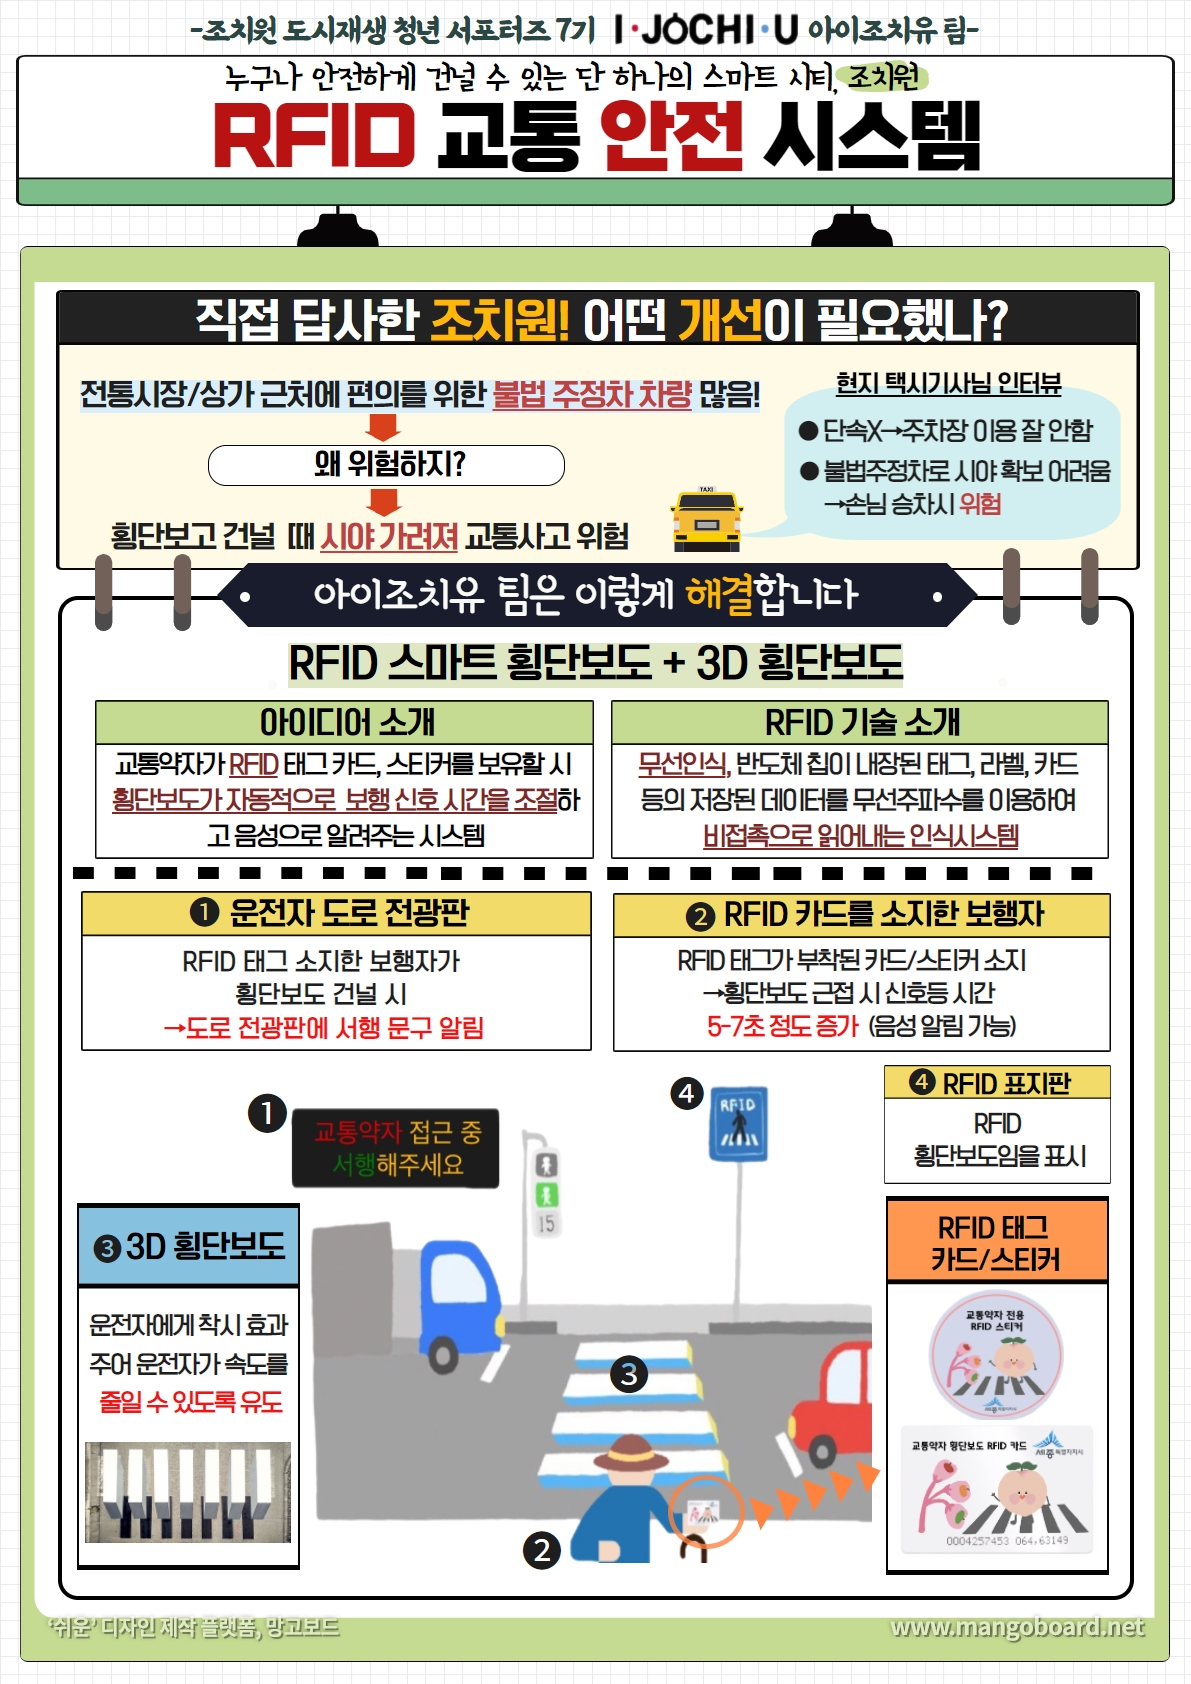 -조치원 도시재생 청년 서포터즈 7기 I·JOCHI·U 아이조치유 팀-
누구나 안전하게 건널 수 있는 단 하나의 스마트 시티, 조치원
RFID 교통 안전 시스템
직접 답사한 조치원! 어떤 개선이 필요했나?
전통시장/상가 근처에 편의를 위한 불법 주정차 차량 많음!
왜 위험하지?
횡단보고 건널 때 시야 가려져 교통사고 위험
현지 택시기사님 인터뷰
● 단속X→주차장 이용 잘 안함
● 불법주정차로 시야 확보 어려움
→손님 승차시 위험
TAXI
아이조치유 팀은 이렇게 해결합니다
RFID 스마트 횡단보도 + 3D 횡단보도
아이디어 소개
교통약자가 RFID 태그 카드, 스티커를 보유할 시
횡단보도가 자동적으로 보행 신호 시간을 조절하
고 음성으로 알려주는 시스템
RFID 기술 소개
무선인식, 반도체 칩이 내장된 태그, 라벨, 카드
등의 저장된 데이터를 무선주파수를 이용하여
비접촉으로 읽어내는 인식시스템
❶ 운전자 도로 전광판
RFID 태그 소지한 보행자가
횡단보도 건널 시
→도로 전광판에 서행 문구 알림
❷ RFID 카드를 소지한 보행자
RFID 태그가 부착된 카드/스티커 소지
→횡단보도 근접 시 신호등 시간
5-7초 정도 증가 (음성 알림 가능)
❶
교통약자 접근 중
서행해주세요
15
❹
RFID
❹ RFID 표지판
RFID
횡단보도임을 표시
❸ 3D 횡단보도
운전자에게 착시 효과
주어 운전자가 속도를
줄일 수 있도록 유도
❸
❷
RFID 태그
카드/스티커
교통약자 전용
RFID 스티커
세종특별자치시
교통약자 횡단보도 RFID 카드
세종특별자치시
0004257453 064,63149
'쉬운' 디자인 제작 플랫폼, 망고보드
www.mangoboard.net